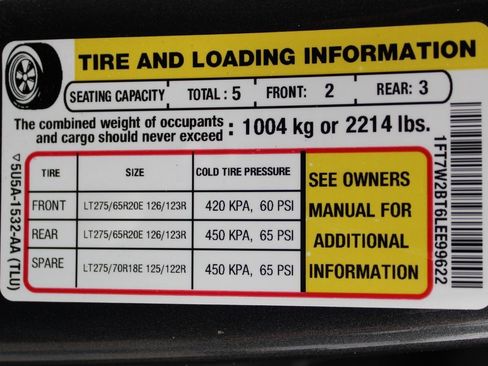 TIRE AND LOADING INFORMATION
SEATING CAPACITY TOTAL: 5 FRONT: 2 REAR: 3
The combined weight of occupants
and cargo should never exceed : 1004 kg or 2214 lbs.
TIRE SIZE COLD TIRE PRESSURE
FRONT LT275/65R20E 126/123R 420 KPA, 60 PSI
REAR LT275/65R20E 126/123R 450 KPA, 65 PSI
SPARE LT275/70R18E 125/122R 450 KPA, 65 PSI
SEE OWNERS
MANUAL FOR
ADDITIONAL
INFORMATION
▽5U5A-1532-AA (TLU)
1FT7W2BT6LEE99622